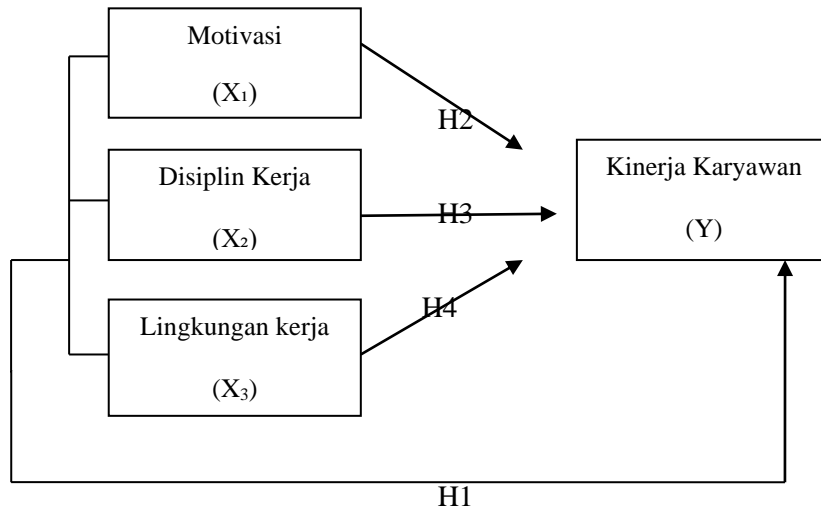 Motivasi
(X₁)
H2
Disiplin Kerja
(X₂)
H3
Kinerja Karyawan
(Y)
Lingkungan kerja
(X₃)
H4
H1